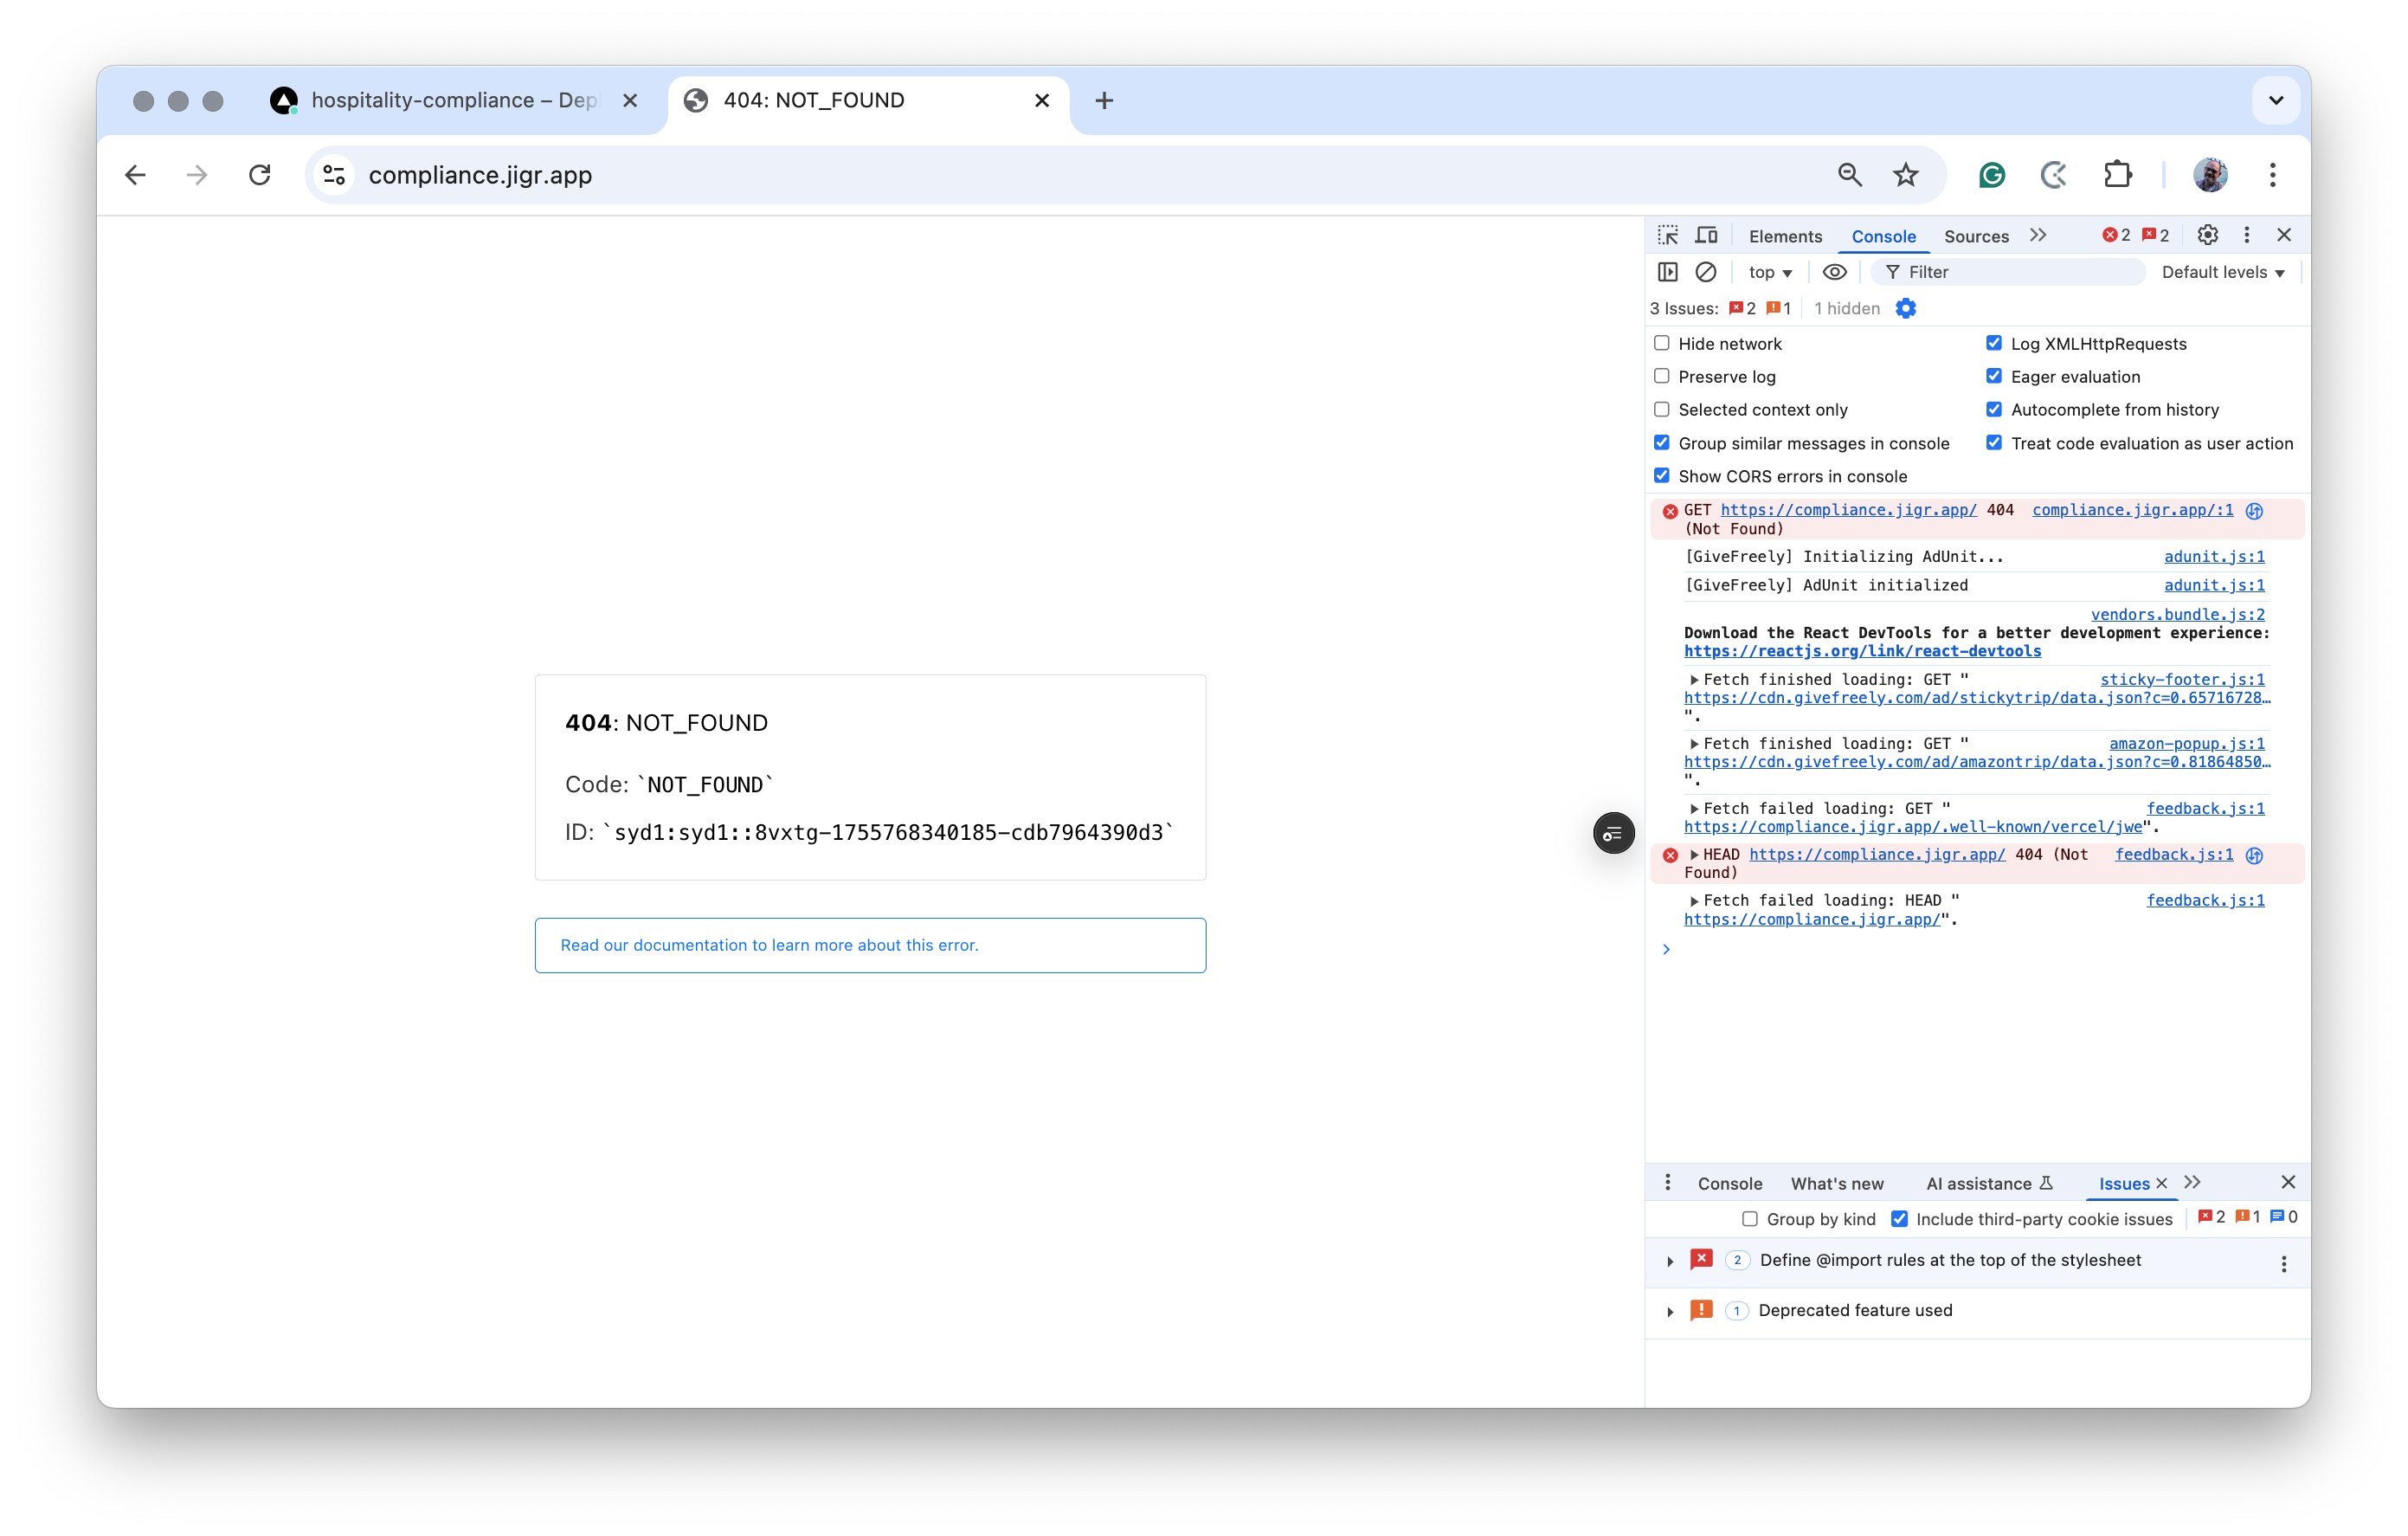 hospitality-compliance – Dep
404: NOT_FOUND
compliance.jigr.app
Elements
Console
Sources
2
2
top
Filter
Default levels
3 Issues:
2
1
1 hidden
Hide network
Log XMLHttpRequests
Preserve log
Eager evaluation
Selected context only
Autocomplete from history
Group similar messages in console
Treat code evaluation as user action
Show CORS errors in console
GET https://compliance.jigr.app/ 404 compliance.jigr.app/:1
(Not Found)
[GiveFreely] Initializing AdUnit... adunit.js:1
[GiveFreely] AdUnit initialized adunit.js:1
vendors.bundle.js:2
Download the React DevTools for a better development experience:
https://reactjs.org/link/react-devtools
Fetch finished loading: GET " sticky-footer.js:1
https://cdn.givefreely.com/ad/stickytrip/data.json?c=0.65716728…
".
Fetch finished loading: GET " amazon-popup.js:1
https://cdn.givefreely.com/ad/amazontrip/data.json?c=0.81864850…
".
Fetch failed loading: GET " feedback.js:1
https://compliance.jigr.app/.well-known/vercel/jwe".
HEAD https://compliance.jigr.app/ 404 (Not feedback.js:1
Found)
Fetch failed loading: HEAD " feedback.js:1
https://compliance.jigr.app/".
404: NOT_FOUND
Code: `NOT_FOUND`
ID: `syd1:syd1::8vxtg-1755768340185-cdb7964390d3`
Read our documentation to learn more about this error.
Console
What's new
AI assistance
Issues
Group by kind
Include third-party cookie issues
2
1
0
2 Define @import rules at the top of the stylesheet
1 Deprecated feature used